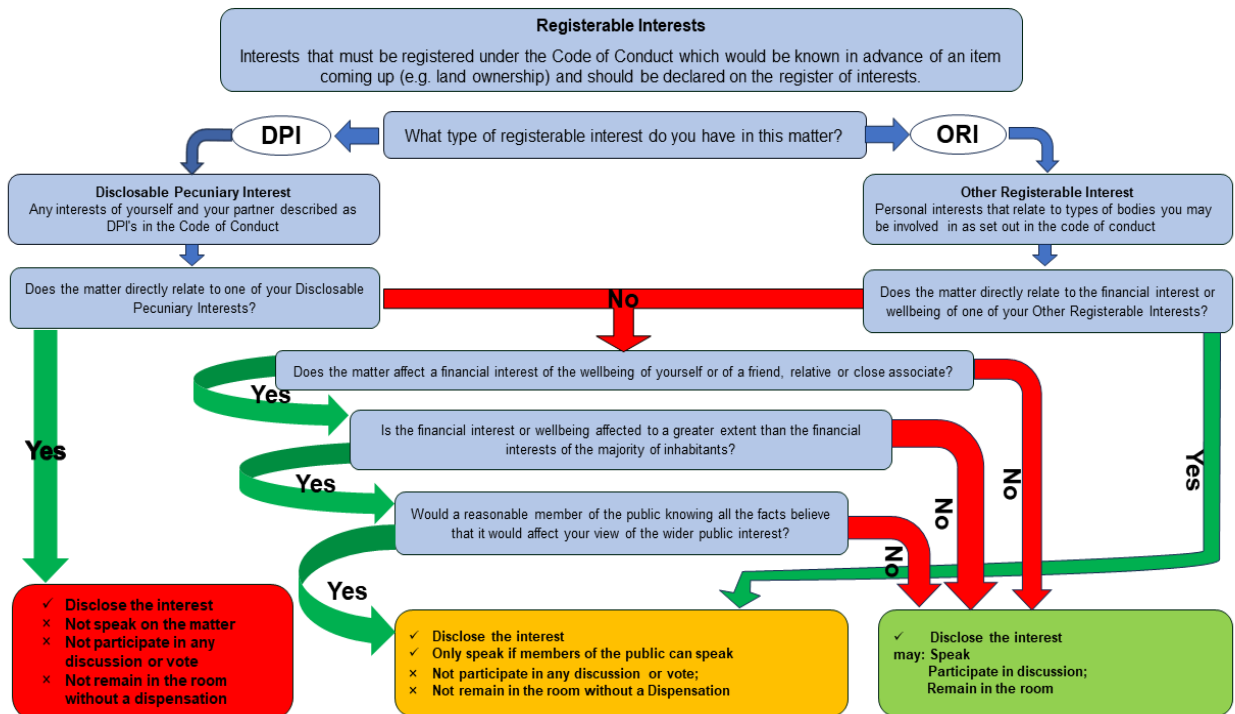 Registerable Interests
Interests that must be registered under the Code of Conduct which would be known in advance of an item
coming up (e.g. land ownership) and should be declared on the register of interests.
DPI
What type of registerable interest do you have in this matter?
ORI
Disclosable Pecuniary Interest
Any interests of yourself and your partner described as
DPI's in the Code of Conduct
Other Registerable Interest
Personal interests that relate to types of bodies you may
be involved in as set out in the code of conduct
Does the matter directly relate to one of your Disclosable
Pecuniary Interests?
No
Does the matter directly relate to the financial interest or
wellbeing of one of your Other Registerable Interests?
Does the matter affect a financial interest of the wellbeing of yourself or of a friend, relative or close associate?
Yes
Is the financial interest or wellbeing affected to a greater extent than the financial
interests of the majority of inhabitants?
Yes
Yes
No
No
Yes
Would a reasonable member of the public knowing all the facts believe
that it would affect your view of the wider public interest?
No
Yes
✓ Disclose the interest
× Not speak on the matter
× Not participate in any
discussion or vote
× Not remain in the room
without a dispensation
✓ Disclose the interest
✓ Only speak if members of the public can speak
× Not participate in any discussion or vote;
× Not remain in the room without a Dispensation
✓ Disclose the interest
may: Speak
Participate in discussion;
Remain in the room